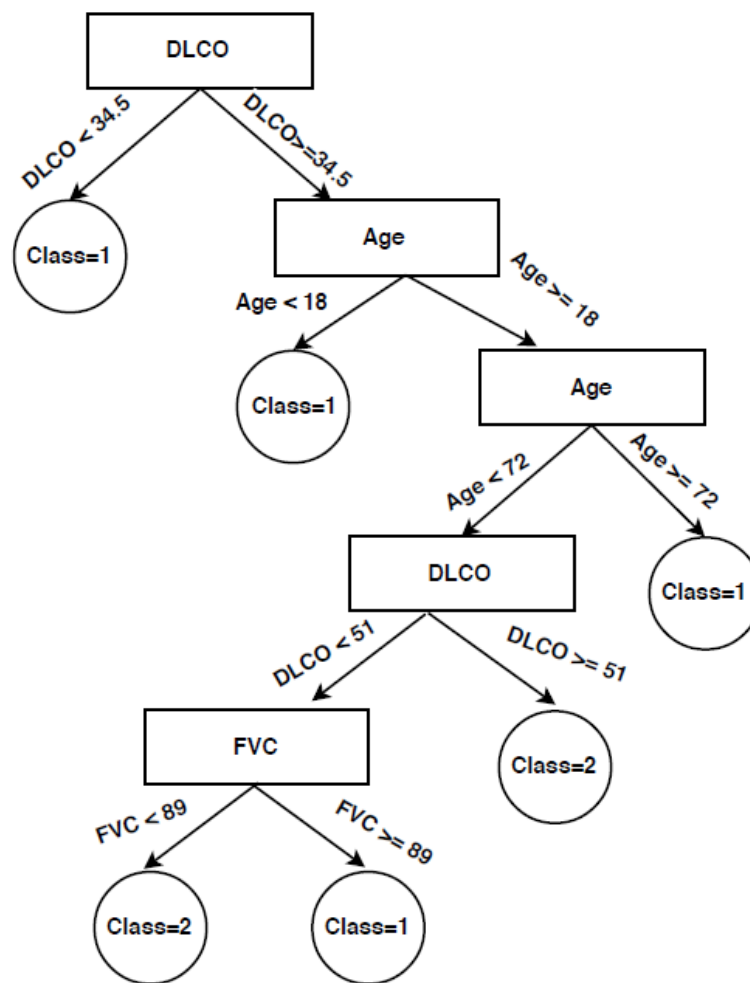 DLCO
DLCO < 34.5
DLCO>=34.5
Class=1
Age
Age < 18
Age >= 18
Class=1
Age
Age < 72
Age >= 72
DLCO
Class=1
DLCO < 51
DLCO >= 51
FVC
Class=2
FVC < 89
FVC >= 89
Class=2
Class=1